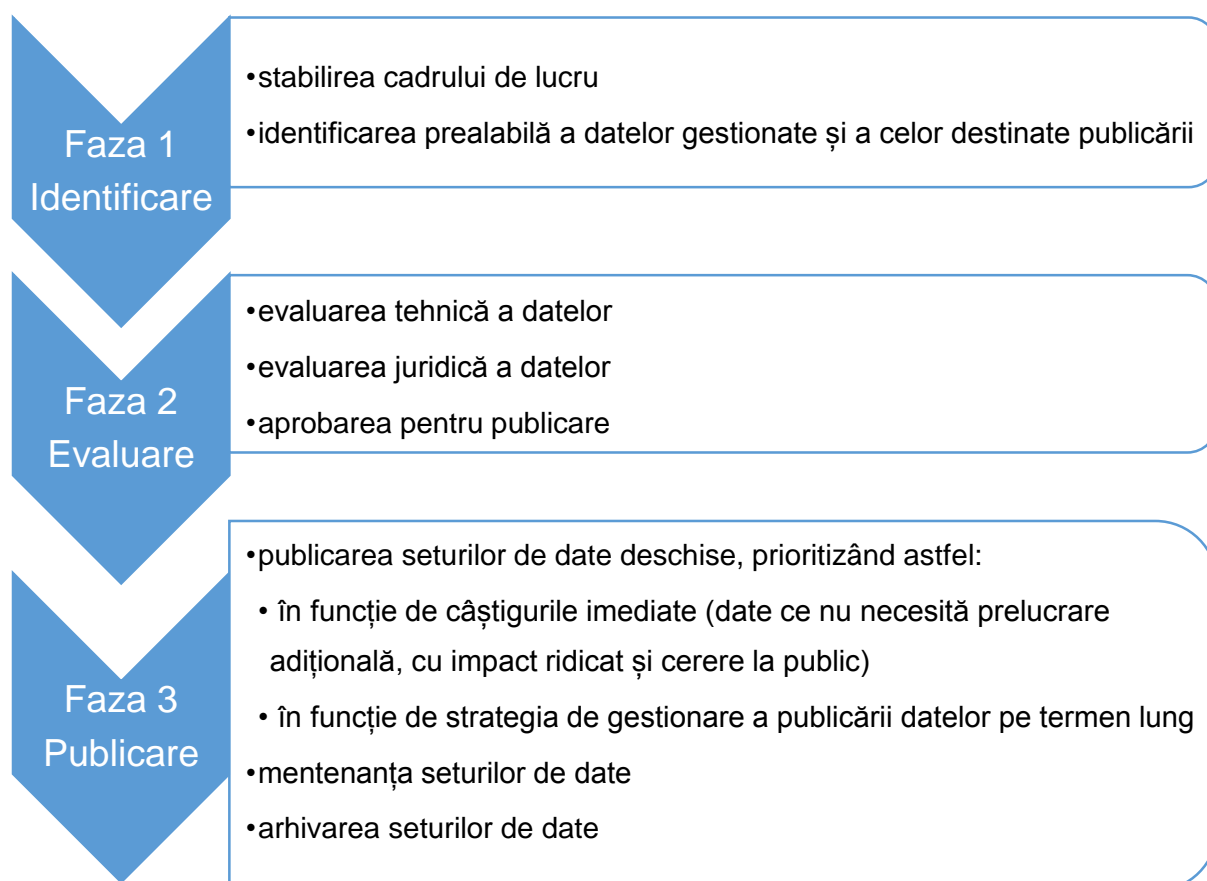 Faza 1
Identificare
•stabilirea cadrului de lucru
•identificarea prealabilă a datelor gestionate și a celor destinate publicării
Faza 2
Evaluare
•evaluarea tehnică a datelor
•evaluarea juridică a datelor
•aprobarea pentru publicare
Faza 3
Publicare
•publicarea seturilor de date deschise, prioritizând astfel:
• în funcție de câștigurile imediate (date ce nu necesită prelucrare
adițională, cu impact ridicat și cerere la public)
• în funcție de strategia de gestionare a publicării datelor pe termen lung
•mentenanța seturilor de date
•arhivarea seturilor de date